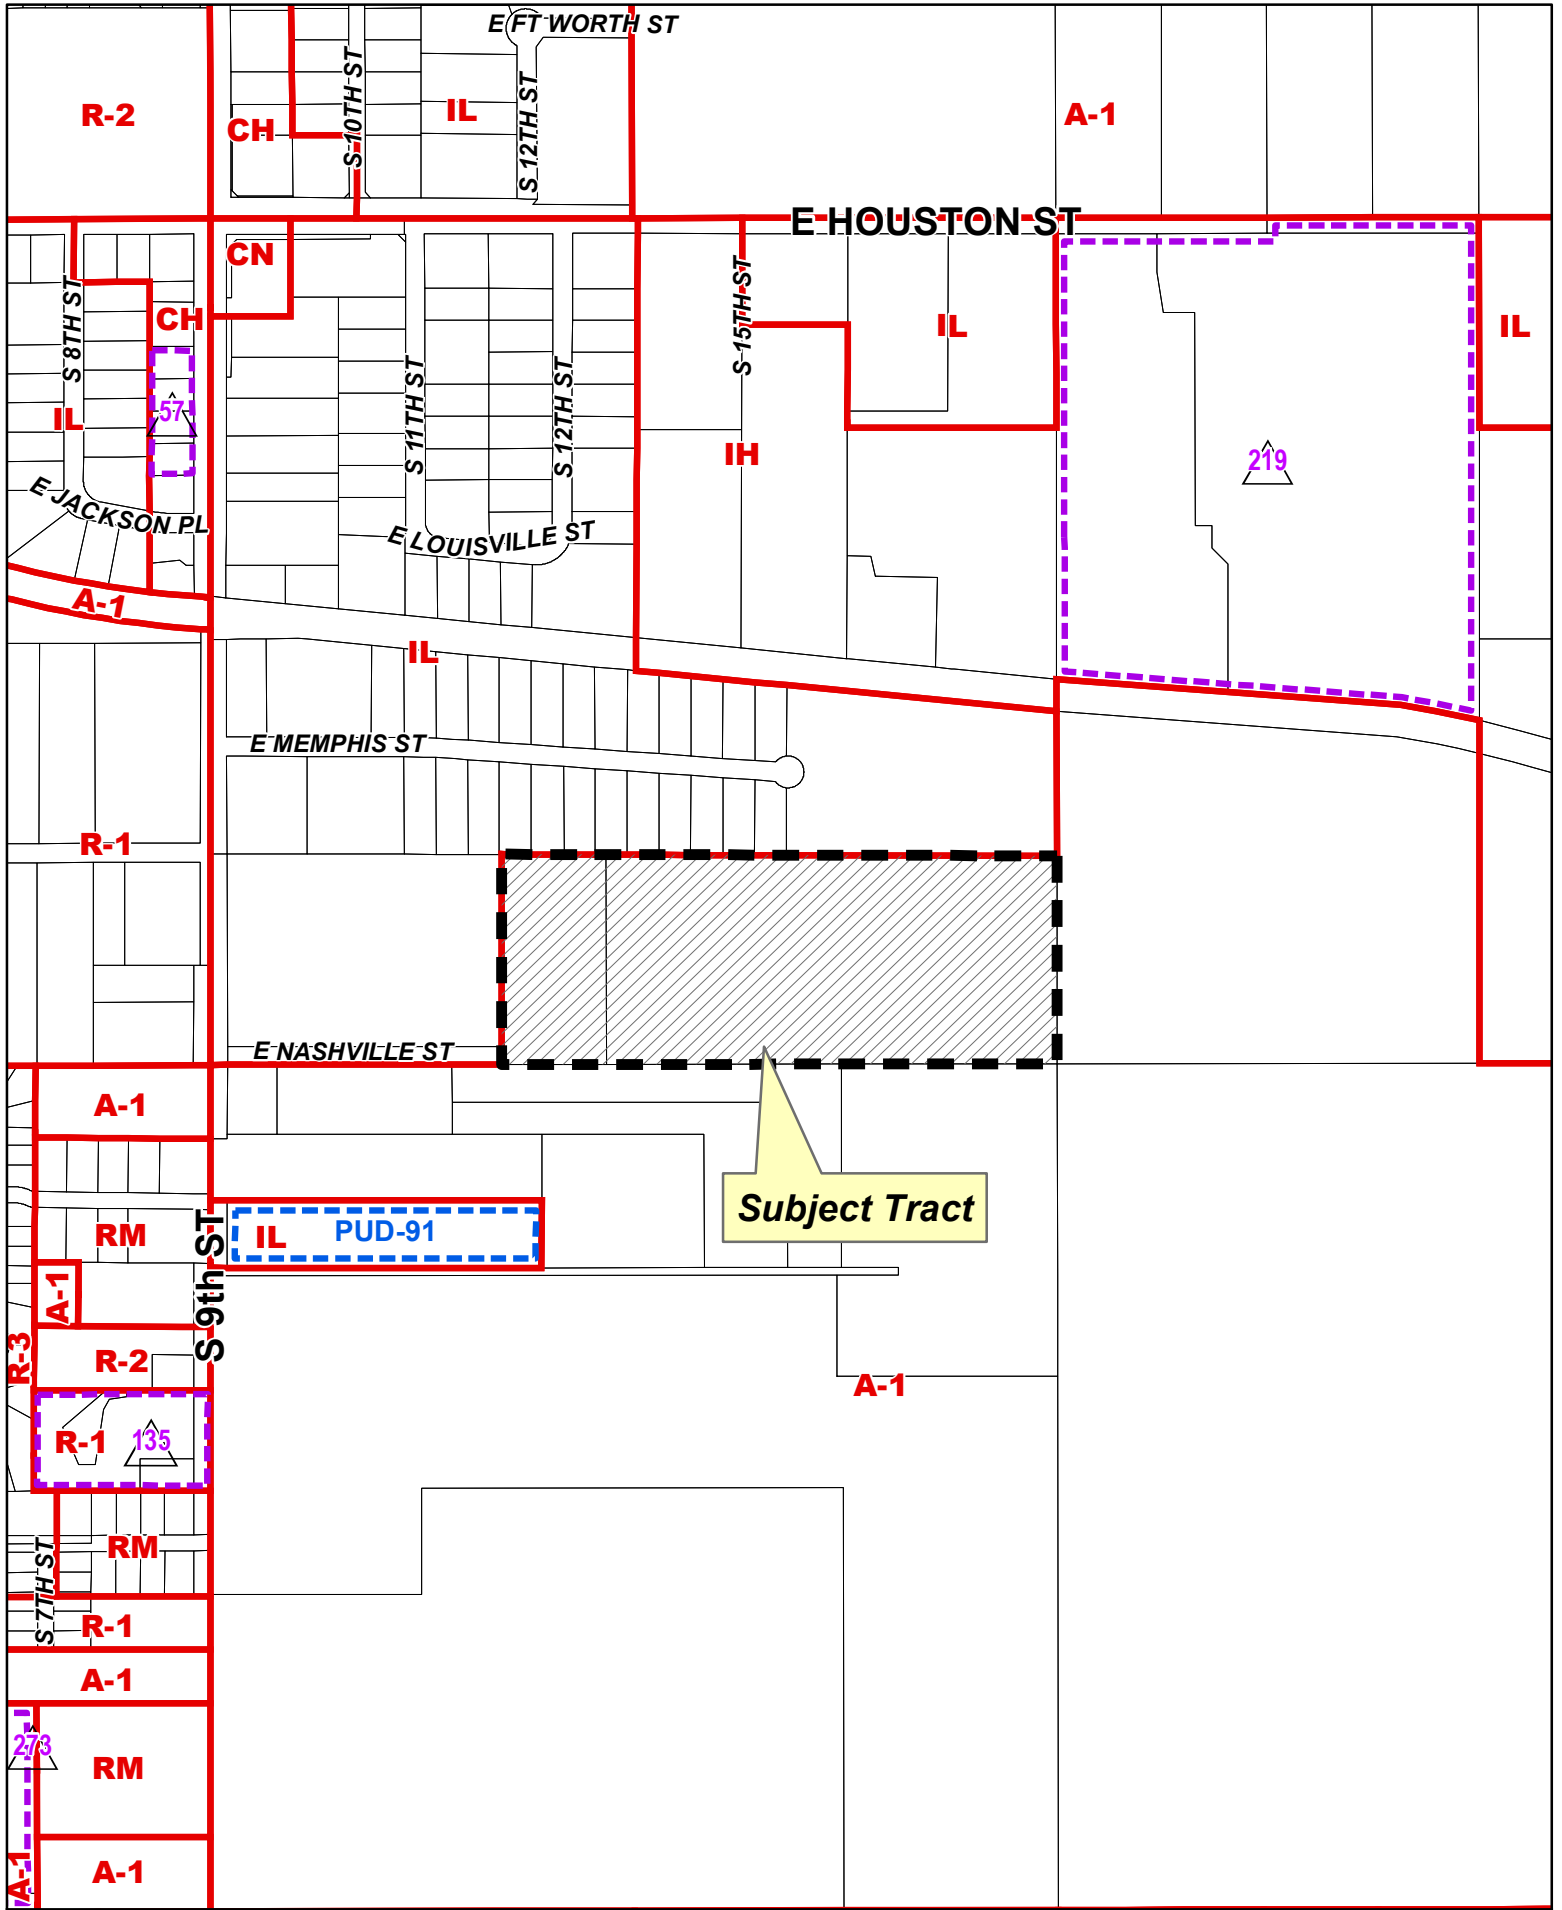 E FT WORTH ST
R-2
CH
S 10TH ST
IL
S 12TH ST
A-1
E HOUSTON ST
CN
S 8TH ST
CH
S 15TH ST
IL
IL
57
IL
S 11TH ST
S 12TH ST
IH
219
E JACKSON PL
E LOUISVILLE ST
A-1
IL
E MEMPHIS ST
R-1
E NASHVILLE ST
A-1
Subject Tract
RM
S 9th ST
IL
PUD-91
A-1
R-3
R-2
A-1
R-1
135
S 7TH ST
RM
R-1
A-1
273
RM
A-1
A-1